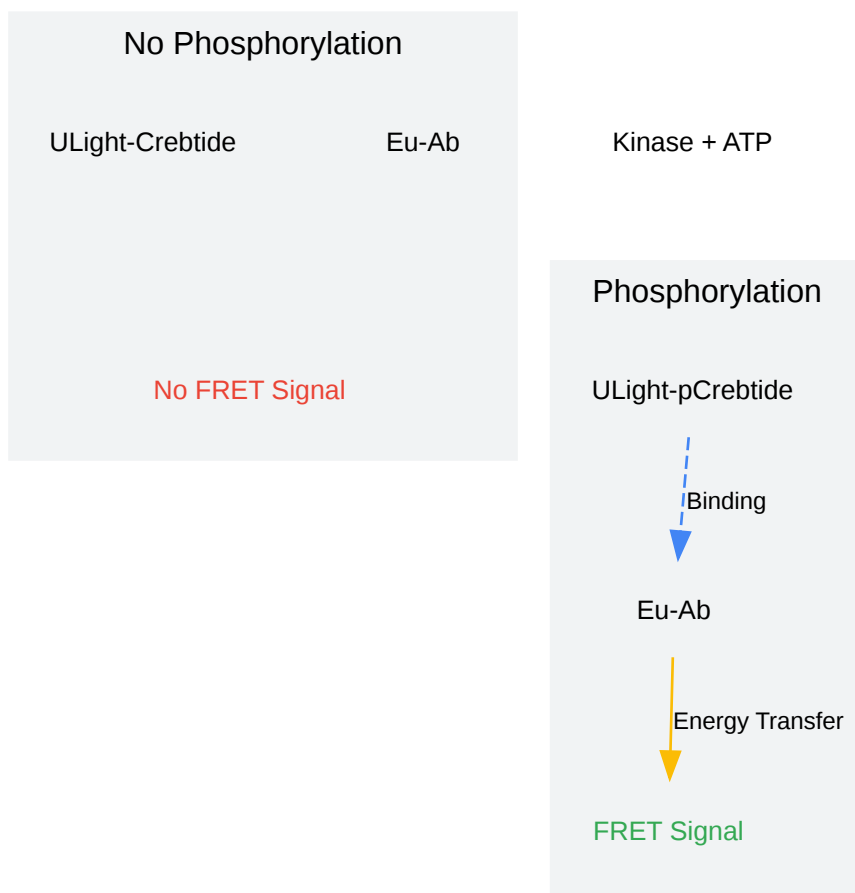 No Phosphorylation
ULight-Crebtide
Eu-Ab
Kinase + ATP
No FRET Signal
Phosphorylation
ULight-pCrebtide
Binding
Eu-Ab
Energy Transfer
FRET Signal